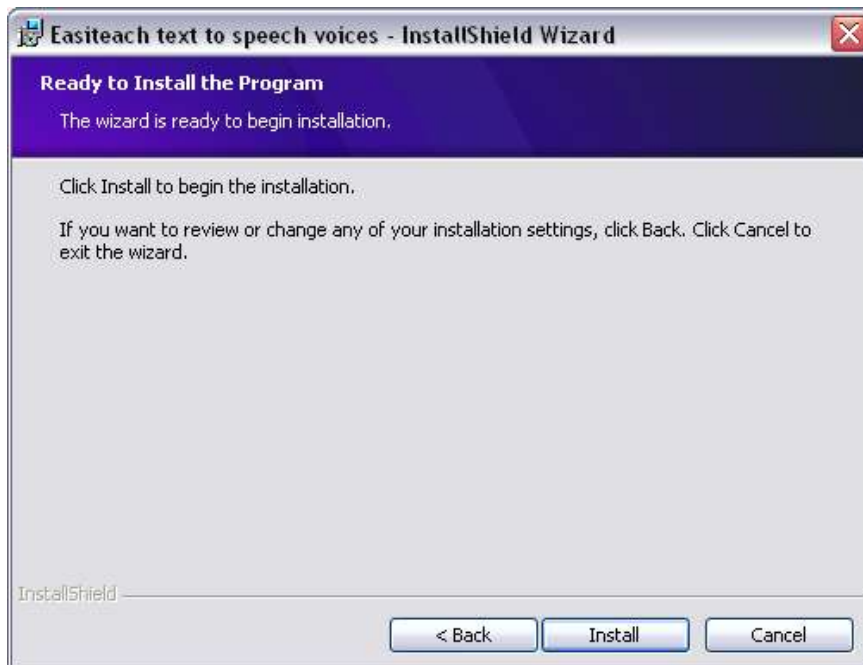 Easiteach text to speech voices - InstallShield Wizard
Ready to Install the Program
The wizard is ready to begin installation.
Click Install to begin the installation.
If you want to review or change any of your installation settings, click Back. Click Cancel to
exit the wizard.
InstallShield
< Back
Install
Cancel